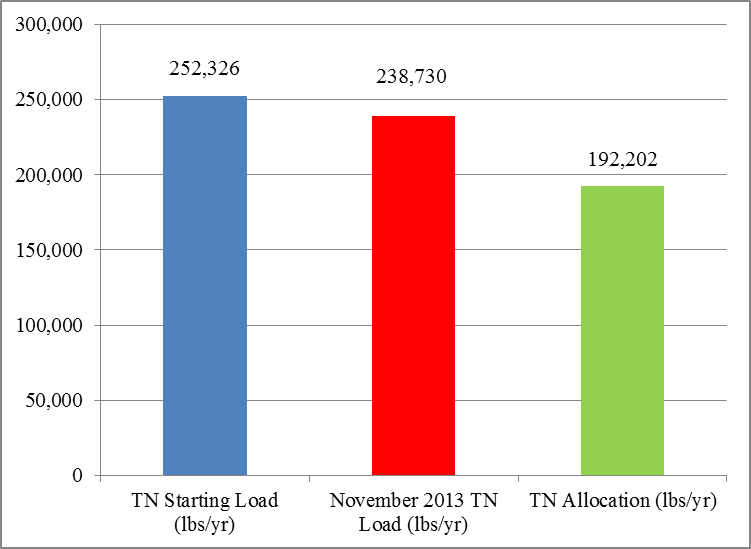 300,000
250,000
200,000
150,000
100,000
50,000
0
252,326
238,730
192,202
TN Starting Load
(lbs/yr)
November 2013 TN
Load (lbs/yr)
TN Allocation (lbs/yr)